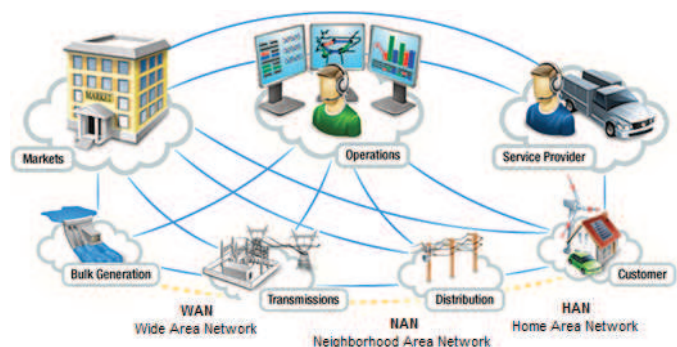 MARKET
Markets
Operations
Service Provider
Bulk Generation
Transmissions
Distribution
Customer
WAN
Wide Area Network
NAN
Neighborhood Area Network
HAN
Home Area Network